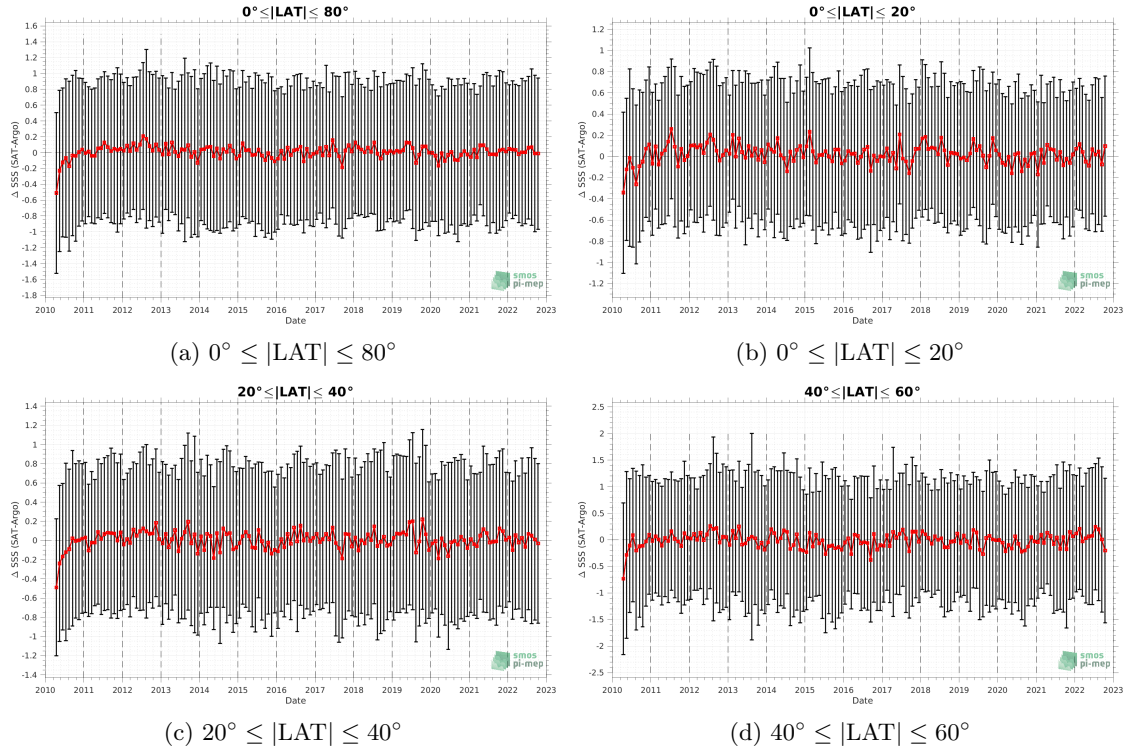 0°≤|LAT|≤ 80°
Δ SSS (SAT-Argo)
1.6
1.4
1.2
1
0.8
0.6
0.4
0.2
0
-0.2
-0.4
-0.6
-0.8
-1
-1.2
-1.4
-1.6
-1.8
2010 2011 2012 2013 2014 2015 2016 2017 2018 2019 2020 2021 2022 2023
Date
smos
pi-mep
(a) 0° ≤ |LAT| ≤ 80°
0°≤|LAT|≤ 20°
Δ SSS (SAT-Argo)
1.2
1
0.8
0.6
0.4
0.2
0
-0.2
-0.4
-0.6
-0.8
-1
-1.2
2010 2011 2012 2013 2014 2015 2016 2017 2018 2019 2020 2021 2022 2023
Date
smos
pi-mep
(b) 0° ≤ |LAT| ≤ 20°
20°≤|LAT|≤ 40°
Δ SSS (SAT-Argo)
1.4
1.2
1
0.8
0.6
0.4
0.2
0
-0.2
-0.4
-0.6
-0.8
-1
-1.2
-1.4
2010 2011 2012 2013 2014 2015 2016 2017 2018 2019 2020 2021 2022 2023
Date
smos
pi-mep
(c) 20° ≤ |LAT| ≤ 40°
40°≤|LAT|≤ 60°
Δ SSS (SAT-Argo)
2.5
2
1.5
1
0.5
0
-0.5
-1
-1.5
-2
-2.5
2010 2011 2012 2013 2014 2015 2016 2017 2018 2019 2020 2021 2022 2023
Date
smos
pi-mep
(d) 40° ≤ |LAT| ≤ 60°